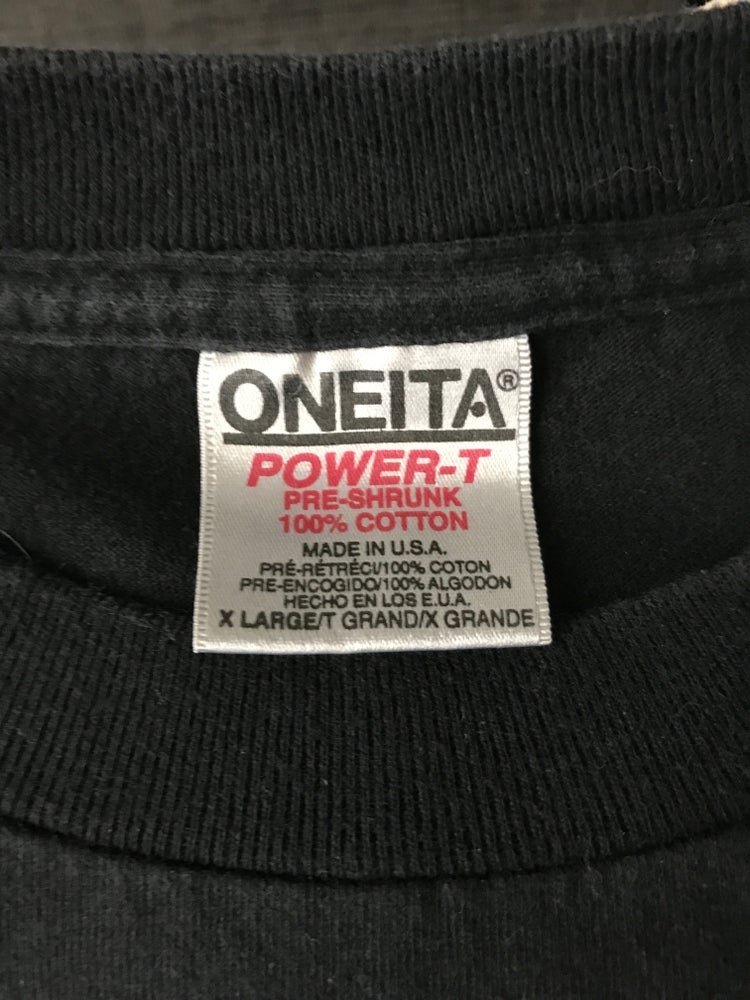 ONEITA®
POWER-T
PRE-SHRUNK
100% COTTON
MADE IN U.S.A.
PRÉ-RÉTRÉCI/100% COTON
PRE-ENCOGIDO/100% ALGODON
HECHO EN LOS E.U.A.
X LARGE/T GRAND/X GRANDE